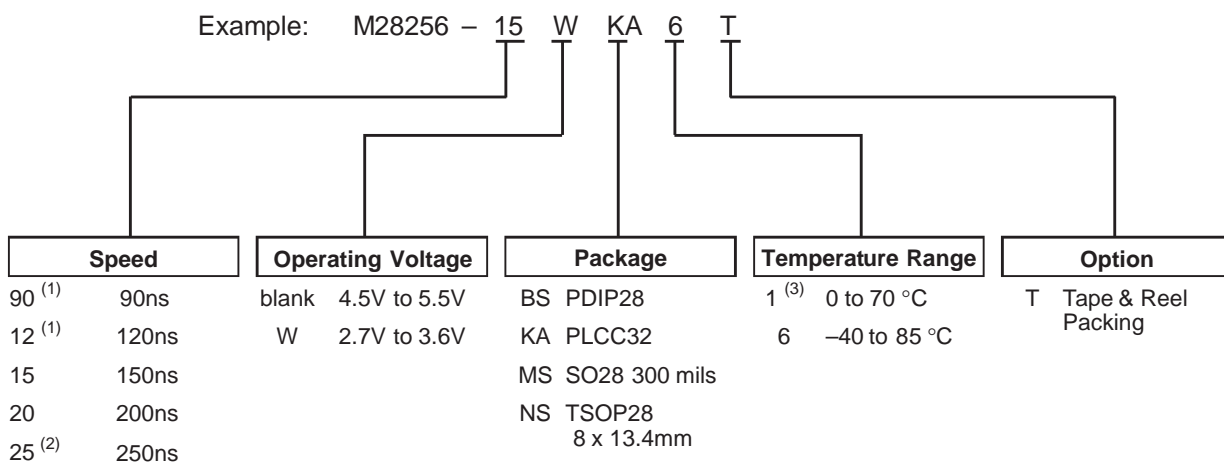 Example: M28256 – 15 W KA 6 T
Speed
90 (1) 90ns
12 (1) 120ns
15 150ns
20 200ns
25 (2) 250ns
Operating Voltage
blank 4.5V to 5.5V
W 2.7V to 3.6V
Package
BS PDIP28
KA PLCC32
MS SO28 300 mils
NS TSOP28
8 x 13.4mm
Temperature Range
1 (3) 0 to 70 °C
6 –40 to 85 °C
Option
T Tape & Reel
Packing